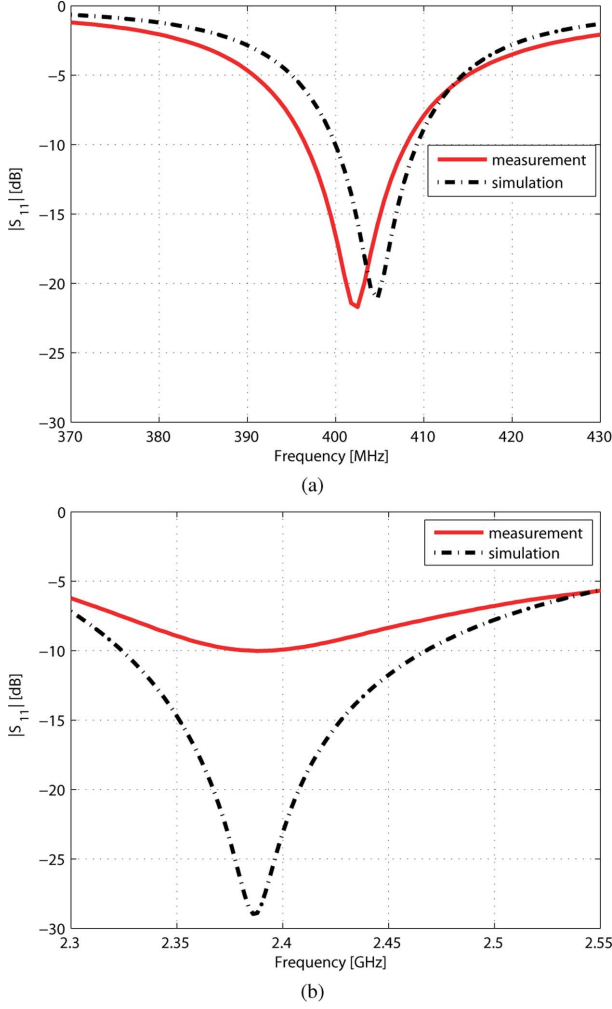 0
−5
−10
−15
−20
−25
−30
|S 11| [dB]
measurement
simulation
370 380 390 400 410 420 430
Frequency [MHz]
(a)
0
−5
−10
−15
−20
−25
−30
|S 11| [dB]
measurement
simulation
2.3 2.35 2.4 2.45 2.5 2.55
Frequency [GHz]
(b)